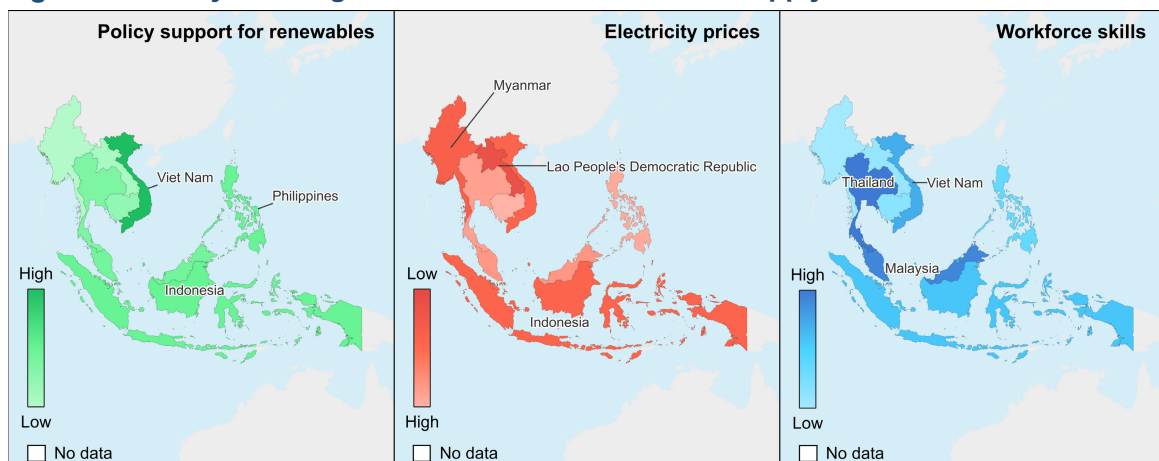 Policy support for renewables
Viet Nam
Philippines
Indonesia
High
Low
No data
Electricity prices
Myanmar
Lao People's Democratic Republic
Indonesia
Low
High
No data
Workforce skills
Thailand
Viet Nam
Malaysia
High
Low
No data